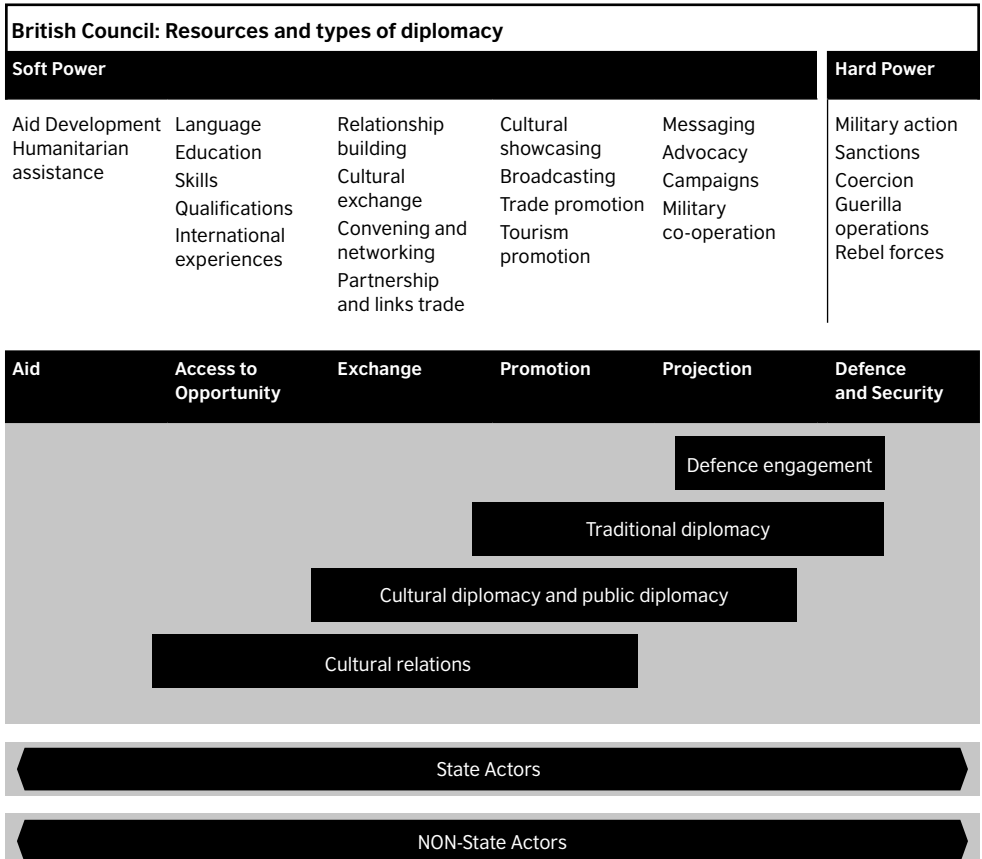 British Council: Resources and types of diplomacy
Soft Power
Hard Power
Aid Development
Humanitarian
assistance
Language
Education
Skills
Qualifications
International
experiences
Relationship
building
Cultural
exchange
Convening and
networking
Partnership
and links trade
Cultural
showcasing
Broadcasting
Trade promotion
Tourism
promotion
Messaging
Advocacy
Campaigns
Military
co-operation
Military action
Sanctions
Coercion
Guerilla
operations
Rebel forces
Aid
Access to
Opportunity
Exchange
Promotion
Projection
Defence
and Security
Defence engagement
Traditional diplomacy
Cultural diplomacy and public diplomacy
Cultural relations
State Actors
NON-State Actors